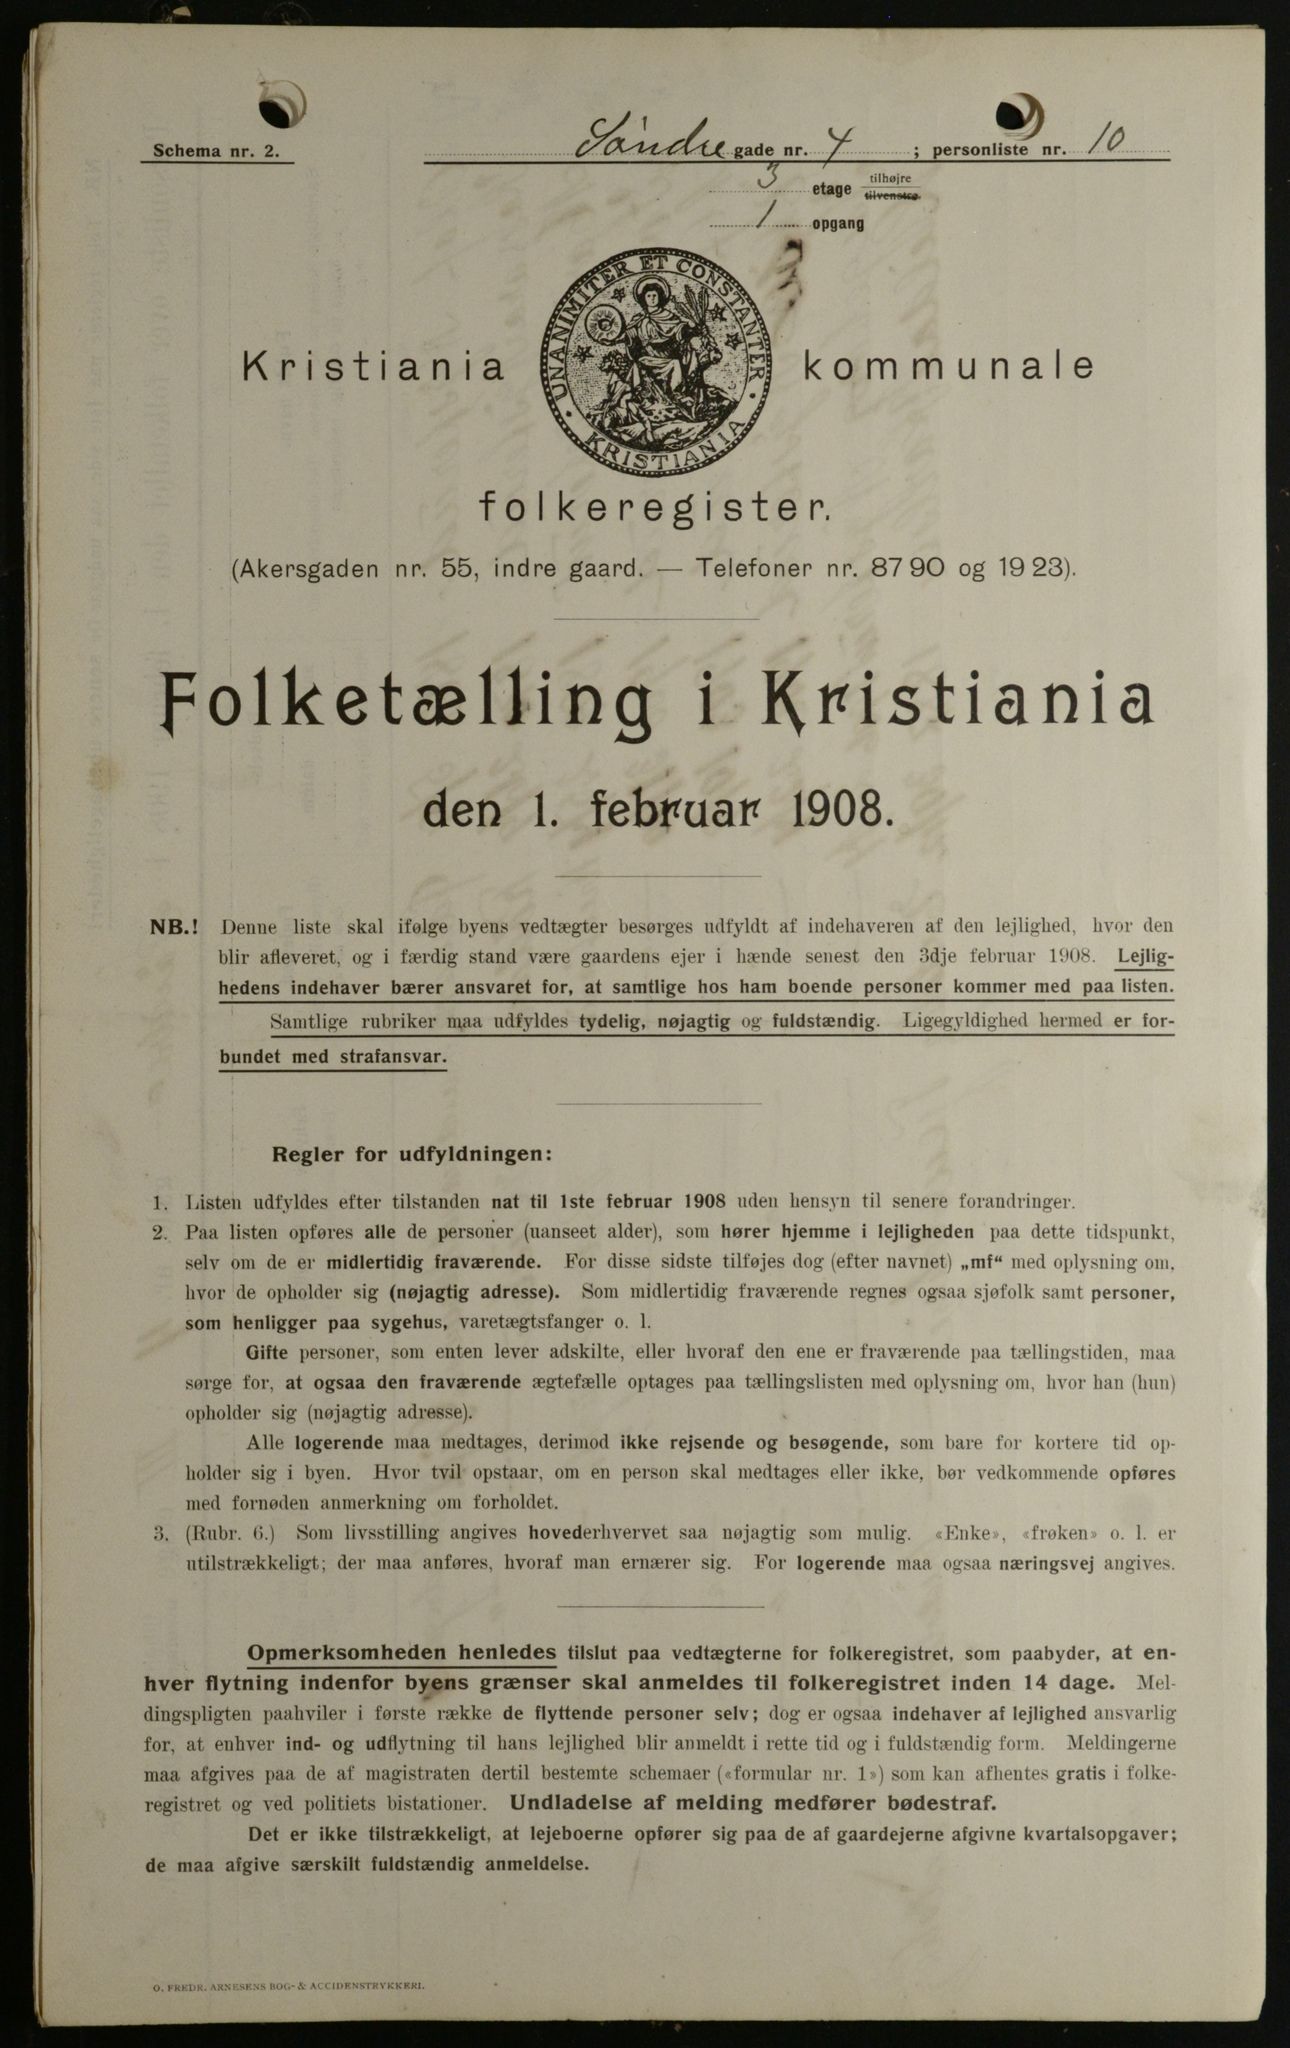 Schema nr. 2.
Søndre gade nr. 4 ; personliste nr. 10
3 etage tilhøjre tilvenstre
1 opgang
UNANIMITER ET CONSTANTER
KRISTIANIA
Kristiania kommunale
folkeregister.
(Akersgaden nr. 55, indre gaard. — Telefoner nr. 8790 og 1923).
Folketælling i Kristiania
den 1. februar 1908.
NB.! Denne liste skal ifølge byens vedtægter besørges udfyldt af indehaveren af den lejlighed, hvor den
blir afleveret, og i færdig stand være gaardens ejer i hænde senest den 3dje februar 1908. Lejlig-
hedens indehaver bærer ansvaret for, at samtlige hos ham boende personer kommer med paa listen.
Samtlige rubriker maa udfyldes tydelig, nøjagtig og fuldstændig. Ligegyldighed hermed er for-
bundet med strafansvar.
Regler for udfyldningen:
1. Listen udfyldes efter tilstanden nat til 1ste februar 1908 uden hensyn til senere forandringer.
2. Paa listen opføres alle de personer (uanseet alder), som hører hjemme i lejligheden paa dette tidspunkt,
selv om de er midlertidig fraværende. For disse sidste tilføjes dog (efter navnet) „mf“ med oplysning om,
hvor de opholder sig (nøjagtig adresse). Som midlertidig fraværende regnes ogsaa sjøfolk samt personer,
som henligger paa sygehus, varetægtsfanger o. l.
Gifte personer, som enten lever adskilte, eller hvoraf den ene er fraværende paa tællingstiden, maa
sørge for, at ogsaa den fraværende ægtefælle optages paa tællingslisten med oplysning om, hvor han (hun)
opholder sig (nøjagtig adresse).
Alle logerende maa medtages, derimod ikke rejsende og besøgende, som bare for kortere tid op-
holder sig i byen. Hvor tvil opstaar, om en person skal medtages eller ikke, bør vedkommende opføres
med fornøden anmerkning om forholdet.
3. (Rubr. 6.) Som livsstilling angives hovederhvervet saa nøjagtig som mulig. «Enke», «frøken» o. l. er
utilstrækkeligt; der maa anføres, hvoraf man ernærer sig. For logerende maa ogsaa næringsvej angives.
Opmerksomheden henledes tilslut paa vedtægterne for folkeregistret, som paabyder, at en-
hver flytning indenfor byens grænser skal anmeldes til folkeregistret inden 14 dage. Mel-
dingspligten paahviler i første række de flyttende personer selv; dog er ogsaa indehaver af lejlighed ansvarlig
for, at enhver ind- og udflytning til hans lejlighed blir anmeldt i rette tid og i fuldstændig form. Meldingerne
maa afgives paa de af magistraten dertil bestemte schemaer («formular nr. 1») som kan afhentes gratis i folke-
registret og ved politiets bistationer. Undladelse af melding medfører bødestraf.
Det er ikke tilstrækkeligt, at lejeboerne opfører sig paa de af gaardejerne afgivne kvartalsopgaver;
de maa afgive særskilt fuldstændig anmeldelse.
O. FREDR. ARNESENS BOG- & ACCIDENSTRYKKERI.